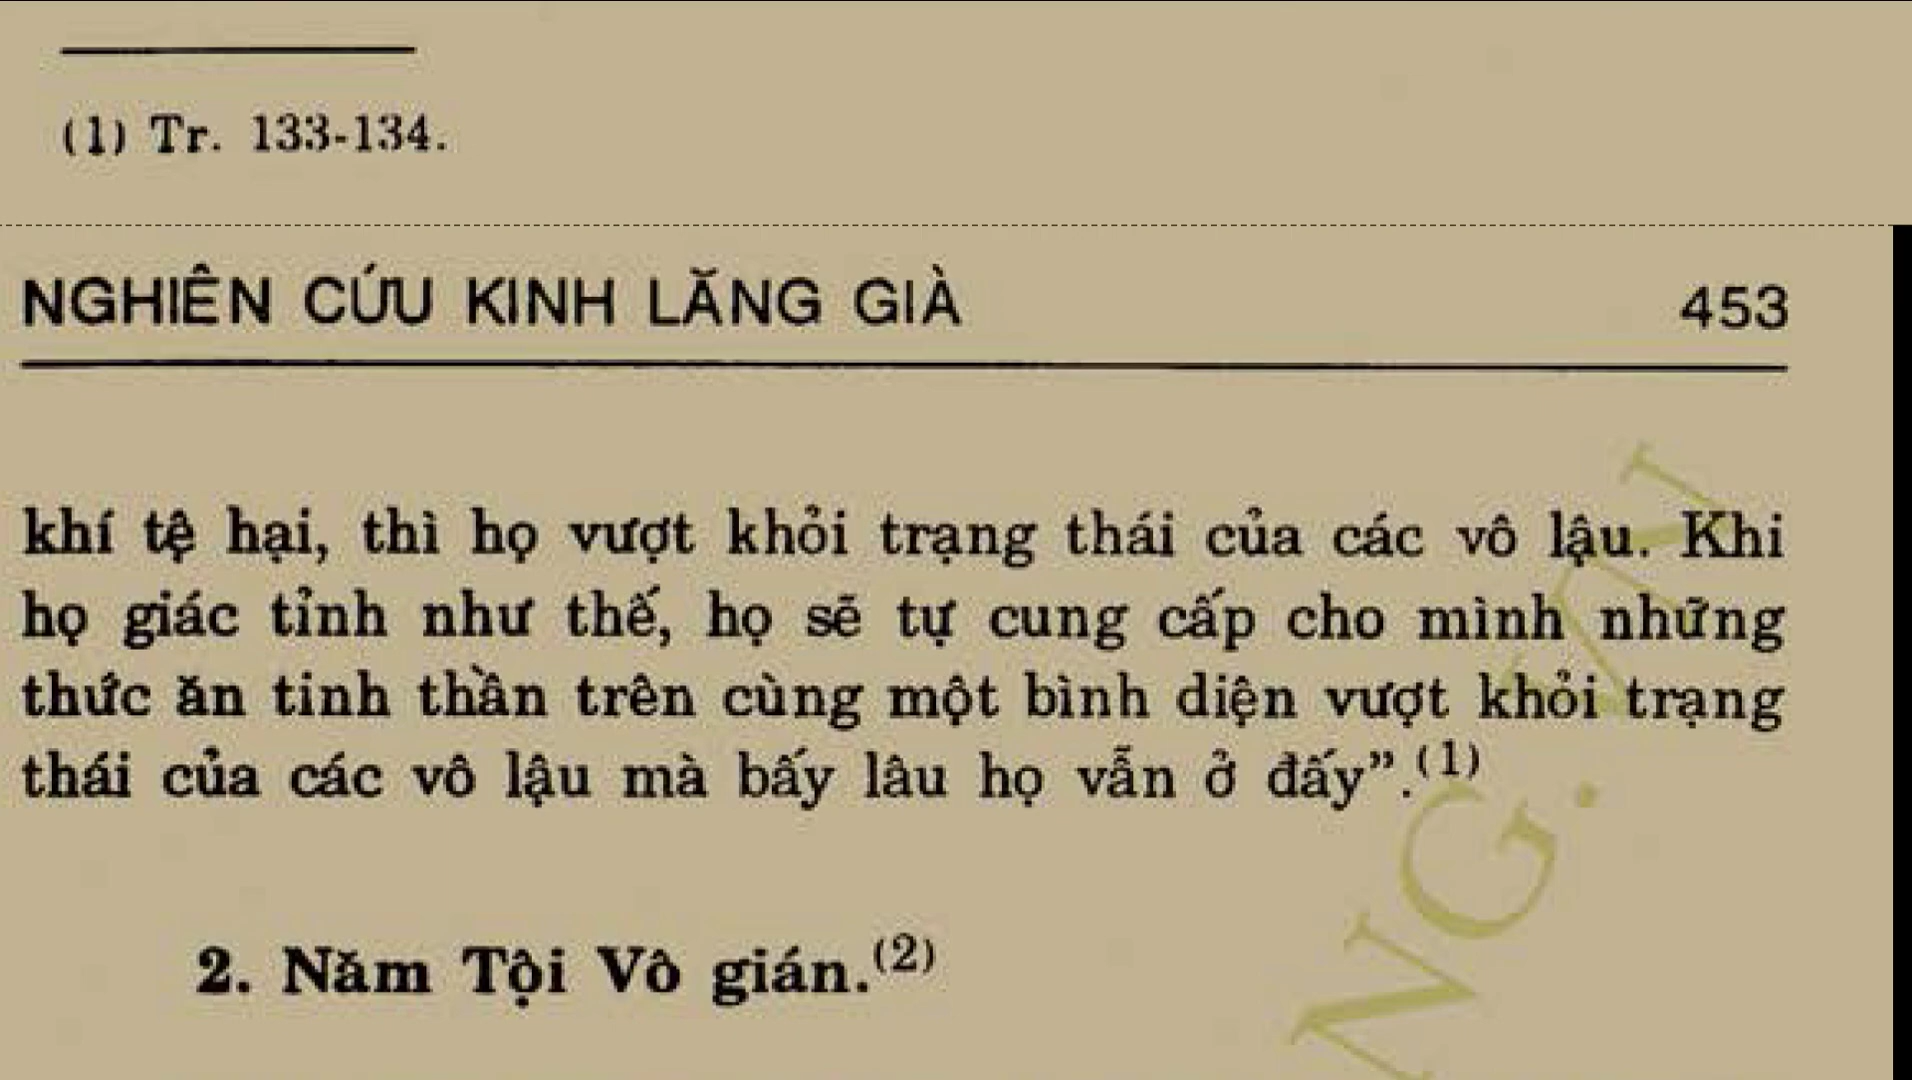 (1) Tr. 133-134.
NGHIÊN CỨU KINH LĂNG GIÀ 453
khí tệ hại, thì họ vượt khỏi trạng thái của các vô lậu. Khi
họ giác tỉnh như thế, họ sẽ tự cung cấp cho mình những
thức ăn tinh thần trên cùng một bình diện vượt khỏi trạng
thái của các vô lậu mà bấy lâu họ vẫn ở đấy”.(1)
2. Năm Tội Vô gián.(2)
NG.VN